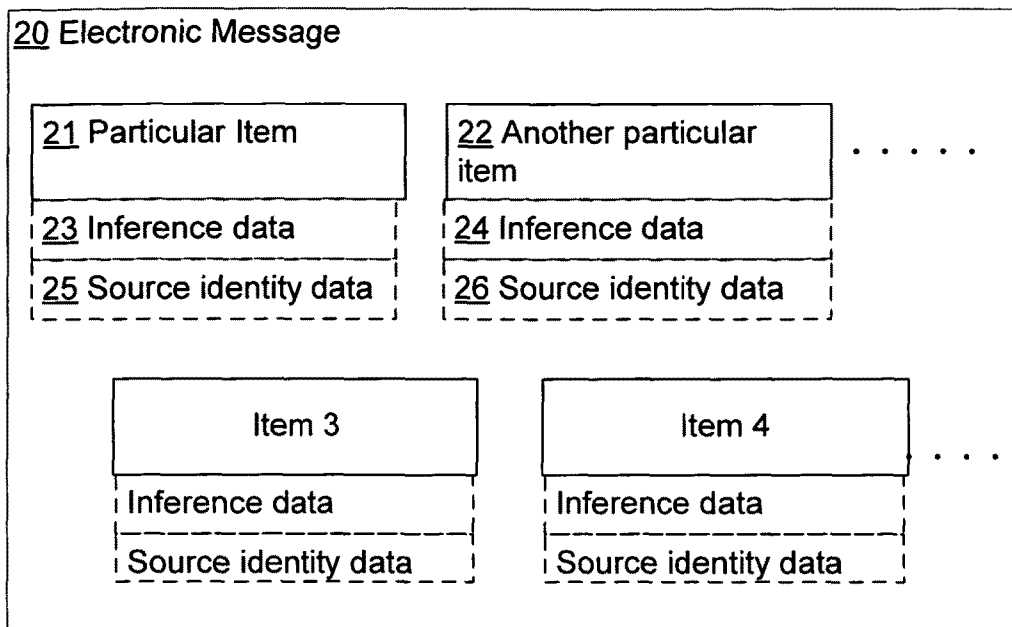 20 Electronic Message
21 Particular Item
22 Another particular
item
. . . . .
23 Inference data
24 Inference data
25 Source identity data
26 Source identity data
Item 3
Item 4
. . . .
Inference data
Inference data
Source identity data
Source identity data